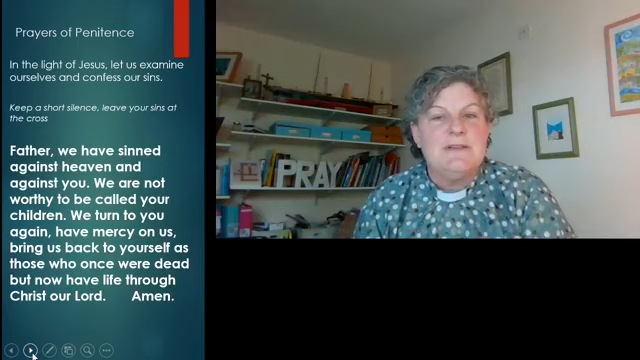 Prayers of Penitence
In the light of Jesus, let us examine
ourselves and confess our sins.
Keep a short silence, leave your sins at
the cross
Father, we have sinned
against heaven and
against you. We are not
worthy to be called your
children. We turn to you
again, have mercy on us,
bring us back to yourself as
those who once were dead
but now have life through
Christ our Lord. Amen.
PRAY